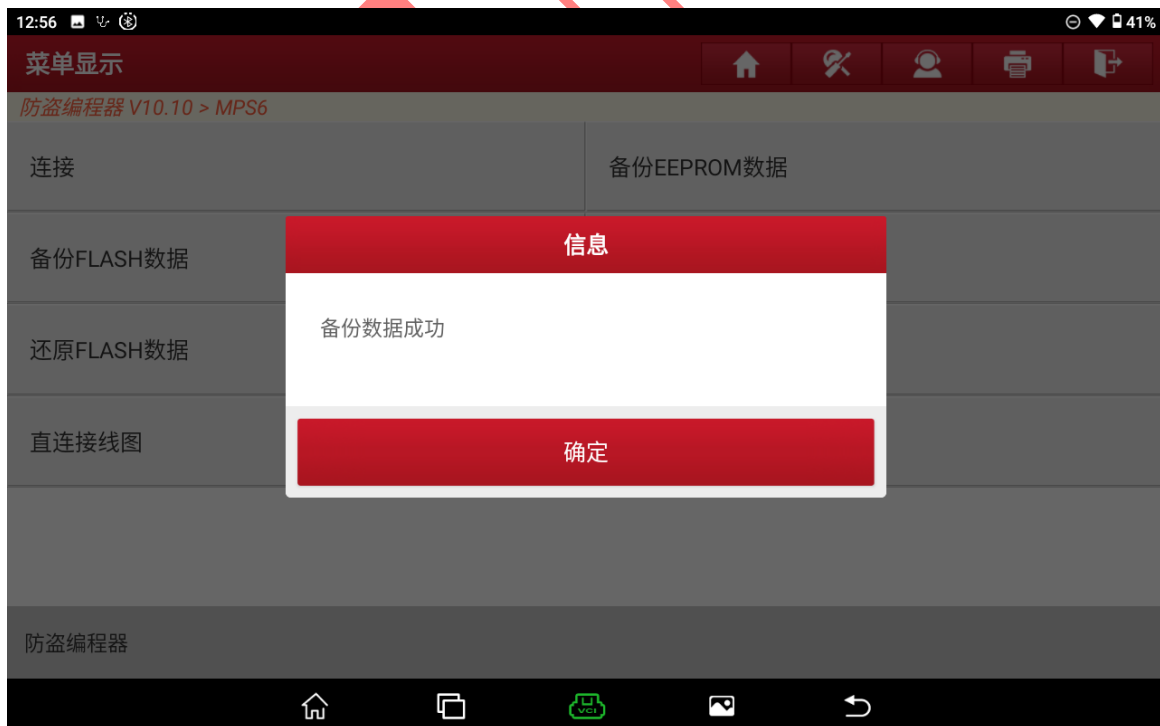 12:56 41%
菜单显示
防盗编程器 V10.10 > MPS6
连接 备份EEPROM数据
备份FLASH数据
信息
备份数据成功
还原FLASH数据
直连接线图
确定
防盗编程器
VCI